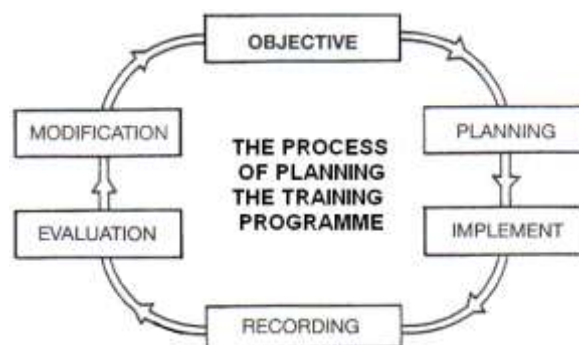 OBJECTIVE
MODIFICATION
PLANNING
THE PROCESS
OF PLANNING
THE TRAINING
PROGRAMME
EVALUATION
IMPLEMENT
RECORDING